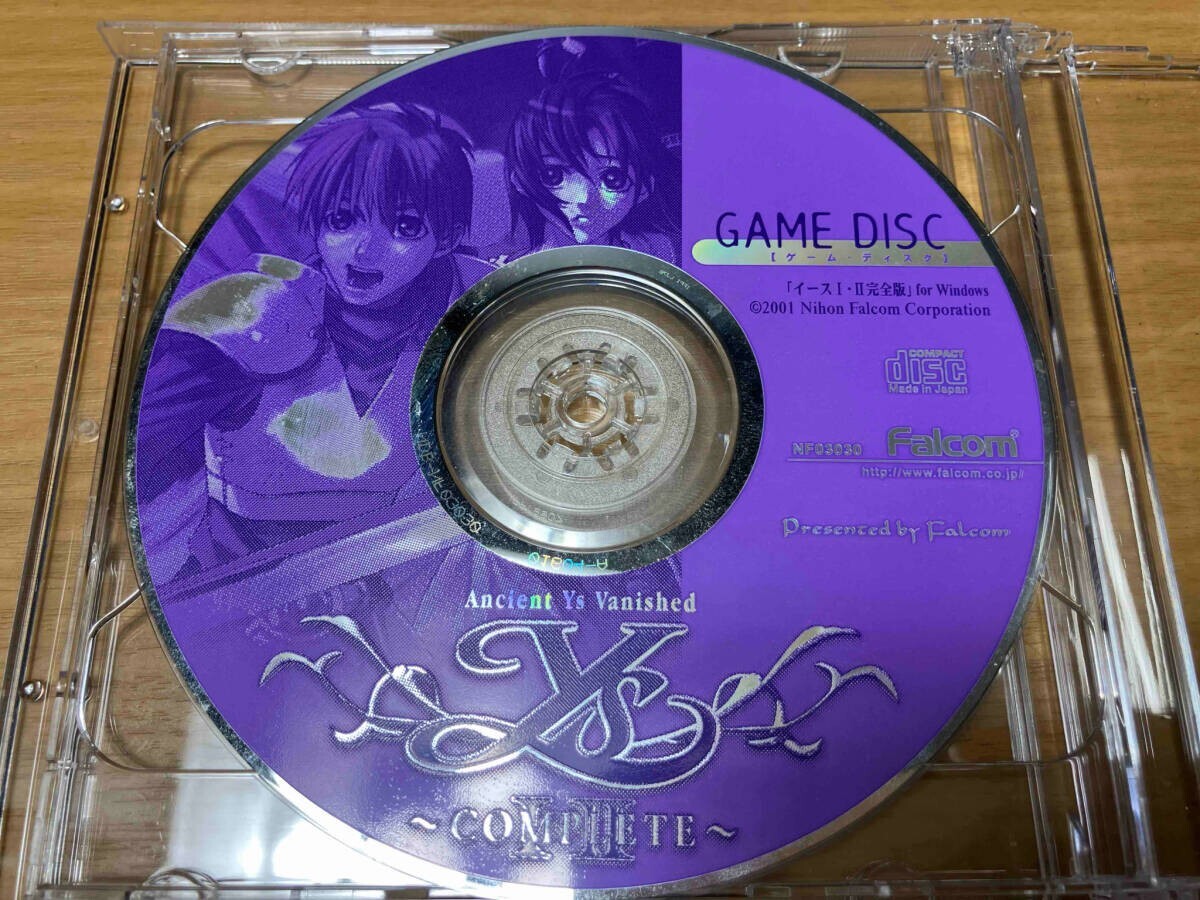 GAME DISC
【ゲーム・ディスク】
「イースI・II完全版」for Windows
©2001 Nihon Falcom Corporation
COMPACT
disc
Made in Japan
NF03030 Falcom®
http://www.falcom.co.jp/
Presented by Falcom
Ancient Ys Vanished
Ys
I・II
~COMPLETE~